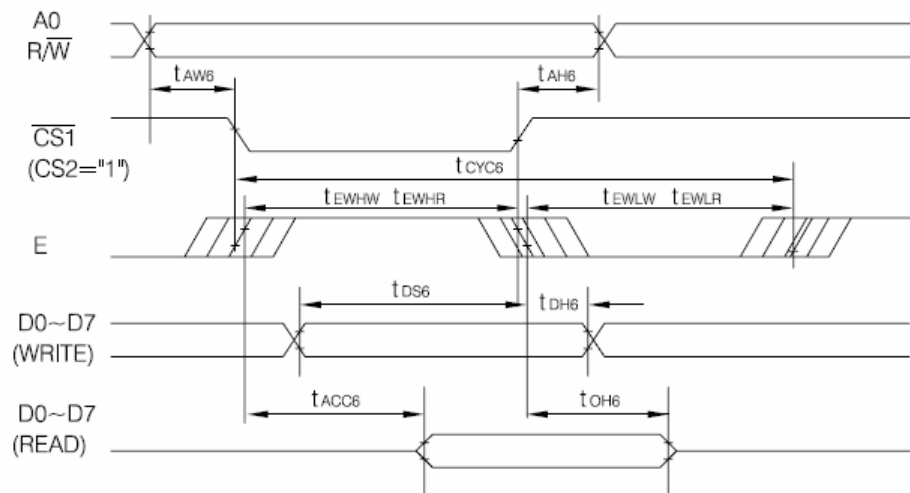 A0
R/W̅
tAW6
tAH6
C̅S̅1̅
(CS2="1")
tCYC6
tEWHW tEWHR
tEWLW tEWLR
E
tDS6
tDH6
D0~D7
(WRITE)
tACC6
tOH6
D0~D7
(READ)